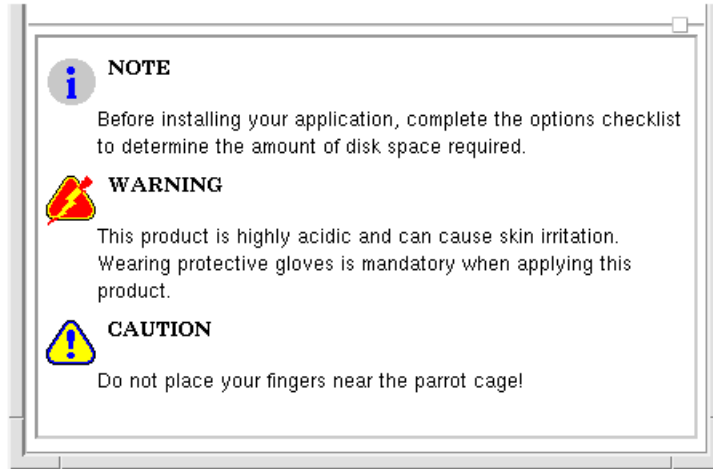 NOTE
Before installing your application, complete the options checklist
to determine the amount of disk space required.
WARNING
This product is highly acidic and can cause skin irritation.
Wearing protective gloves is mandatory when applying this
product.
CAUTION
Do not place your fingers near the parrot cage!